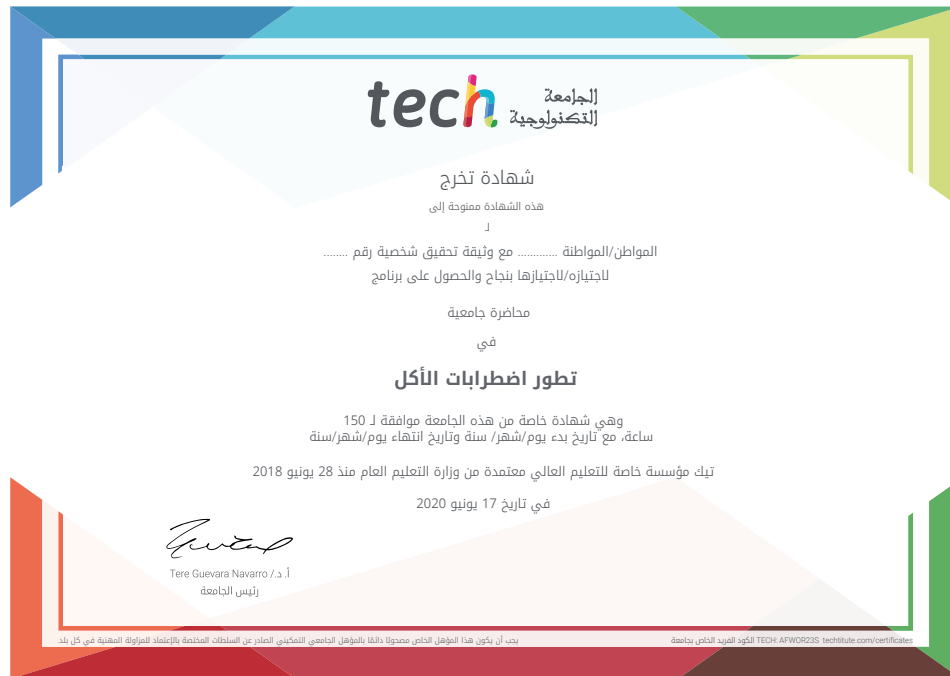 tech الجامعة
التكنولوجية
شهادة تخرج
هذه الشهادة ممنوحة إلى
لـ
المواطن/المواطنة ............ مع وثيقة تحقيق شخصية رقم ........
لاجتيازه/لاجتيازها بنجاح والحصول على برنامج
محاضرة جامعية
في
تطور اضطرابات الأكل
وهي شهادة خاصة من هذه الجامعة موافقة لـ 150
ساعة، مع تاريخ بدء يوم/شهر/ سنة وتاريخ انتهاء يوم/شهر/سنة
تيك مؤسسة خاصة للتعليم العالي معتمدة من وزارة التعليم العام منذ 28 يونيو 2018
في تاريخ 17 يونيو 2020
أ. د./ Tere Guevara Navarro
رئيس الجامعة
يجب أن يكون هذا المؤهل الخاص مصحوبًا دائمًا بالمؤهل الجامعي التمكيني الصادر عن السلطات المختصة بالإعتماد للمزاولة المهنية في كل بلد.
الكود الفريد الخاص بجامعة TECH: AFWOR23S techtitute.com/certificates